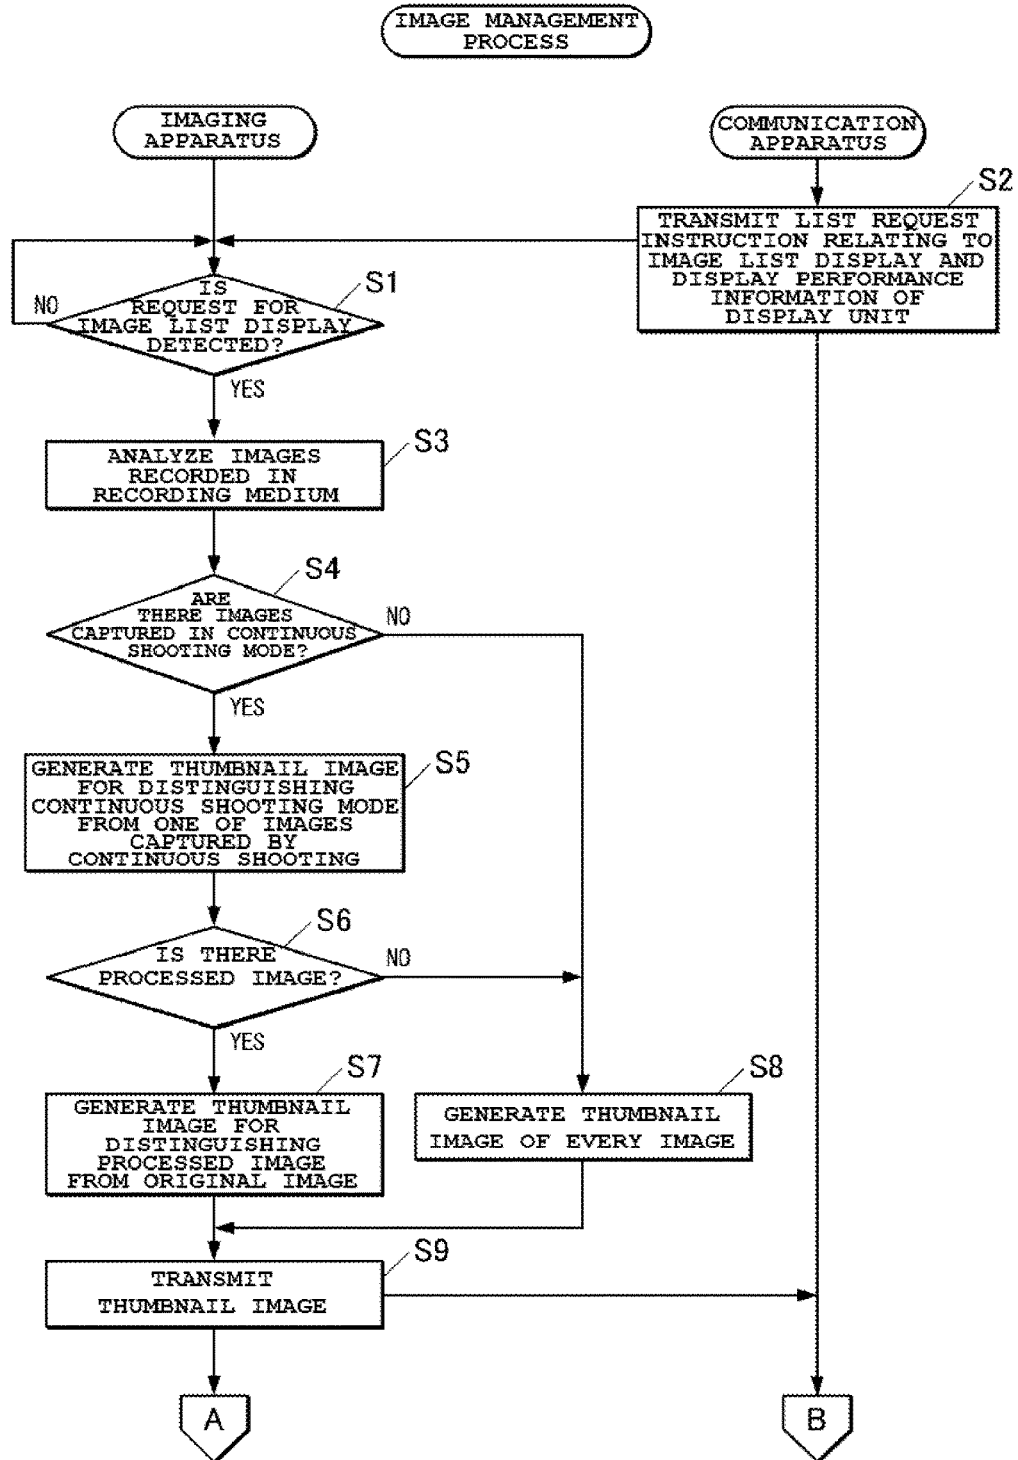 IMAGE MANAGEMENT
PROCESS
IMAGING
APPARATUS
COMMUNICATION
APPARATUS
S2
TRANSMIT LIST REQUEST
INSTRUCTION RELATING TO
IMAGE LIST DISPLAY AND
DISPLAY PERFORMANCE
INFORMATION OF
DISPLAY UNIT
S1
IS
REQUEST FOR
IMAGE LIST DISPLAY
DETECTED?
NO
YES
S3
ANALYZE IMAGES
RECORDED IN
RECORDING MEDIUM
S4
ARE
THERE IMAGES
CAPTURED IN CONTINUOUS
SHOOTING MODE?
NO
YES
S5
GENERATE THUMBNAIL IMAGE
FOR DISTINGUISHING
CONTINUOUS SHOOTING MODE
FROM ONE OF IMAGES
CAPTURED BY
CONTINUOUS SHOOTING
S6
IS THERE
PROCESSED IMAGE?
NO
YES
S7
GENERATE THUMBNAIL
IMAGE FOR
DISTINGUISHING
PROCESSED IMAGE
FROM ORIGINAL IMAGE
S8
GENERATE THUMBNAIL
IMAGE OF EVERY IMAGE
S9
TRANSMIT
THUMBNAIL IMAGE
A
B